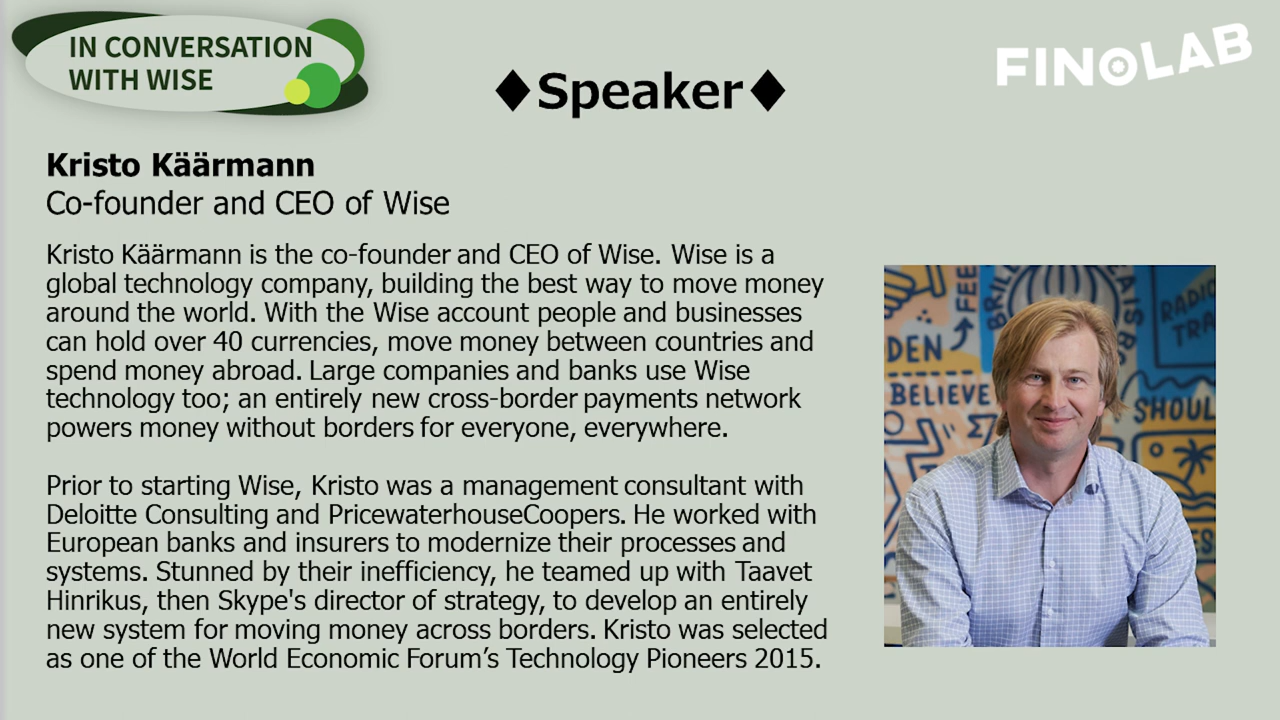 IN CONVERSATION
WITH WISE
FINOLAB
♦Speaker♦
Kristo Käärmann
Co-founder and CEO of Wise
Kristo Käärmann is the co-founder and CEO of Wise. Wise is a
global technology company, building the best way to move money
around the world. With the Wise account people and businesses
can hold over 40 currencies, move money between countries and
spend money abroad. Large companies and banks use Wise
technology too; an entirely new cross-border payments network
powers money without borders for everyone, everywhere.
Prior to starting Wise, Kristo was a management consultant with
Deloitte Consulting and PricewaterhouseCoopers. He worked with
European banks and insurers to modernize their processes and
systems. Stunned by their inefficiency, he teamed up with Taavet
Hinrikus, then Skype's director of strategy, to develop an entirely
new system for moving money across borders. Kristo was selected
as one of the World Economic Forum’s Technology Pioneers 2015.
FEE
DEN
BELIEVE